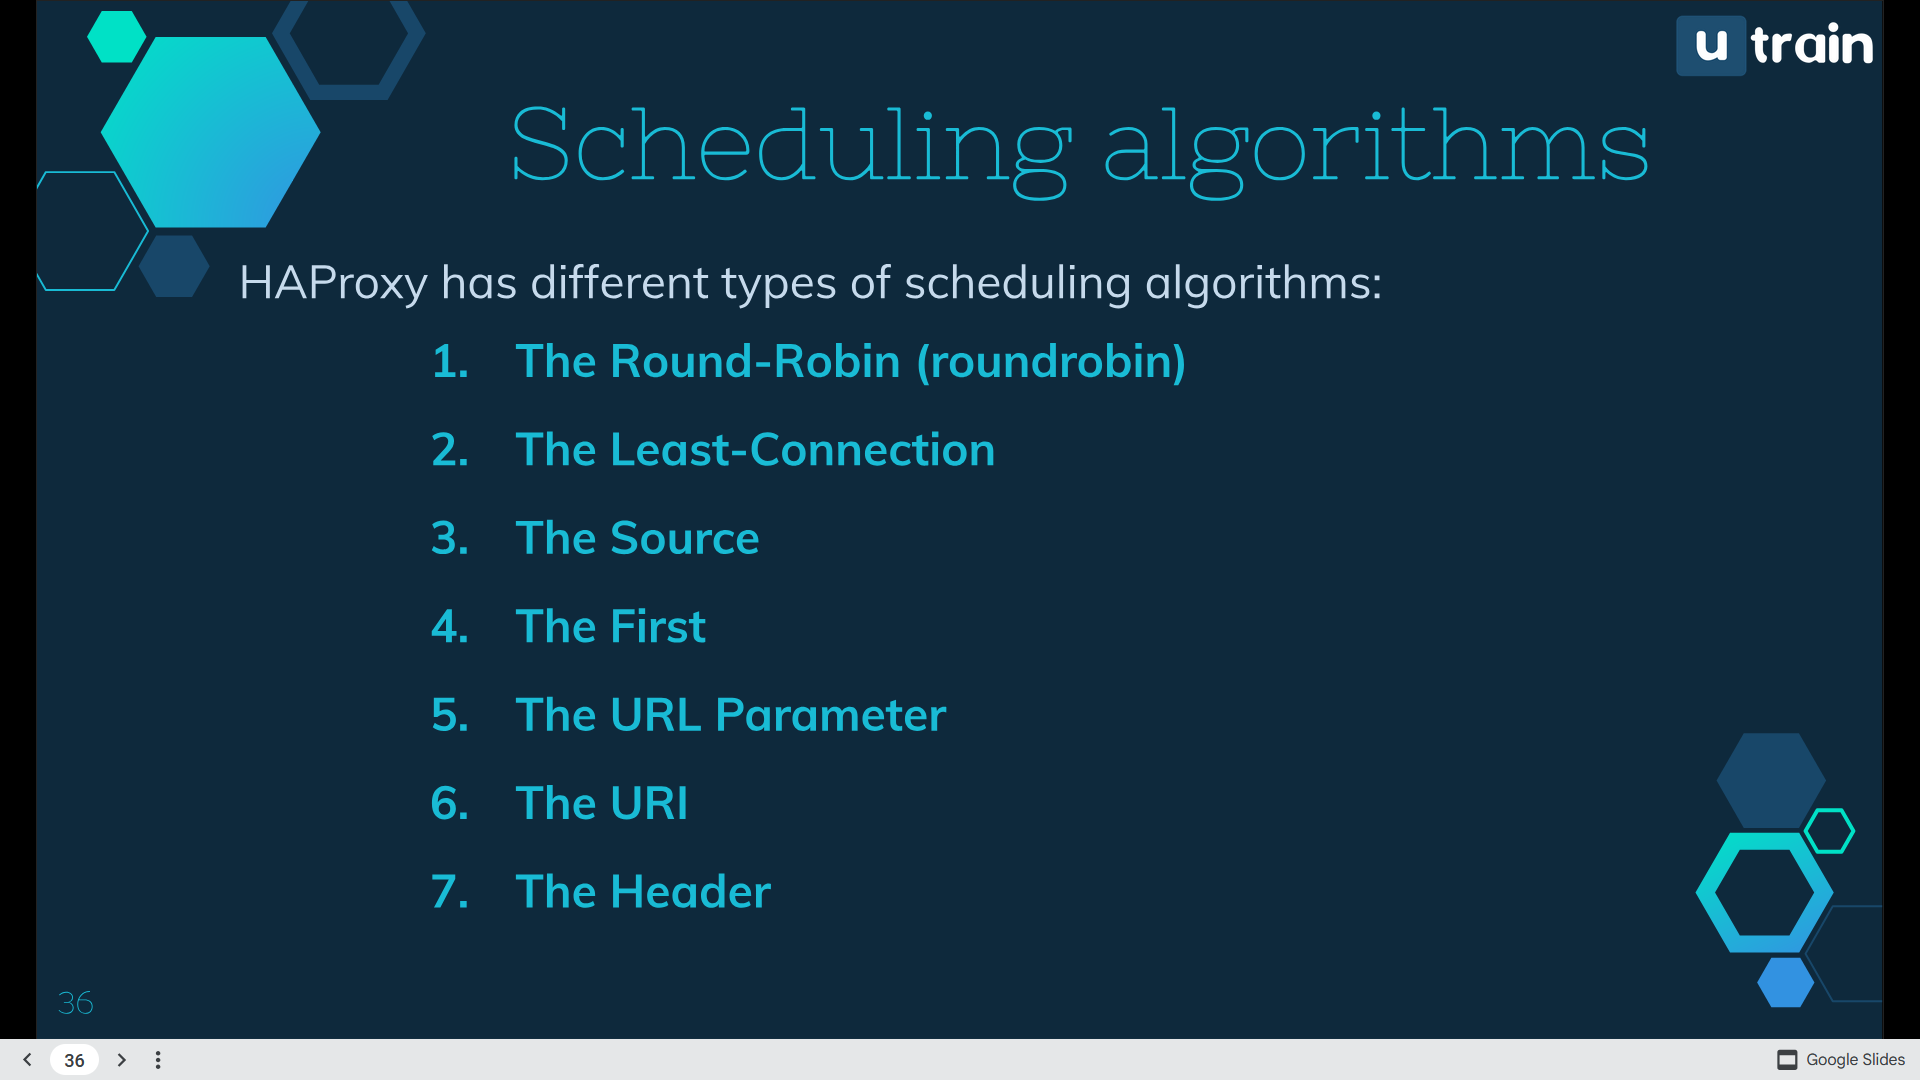 u train
Scheduling algorithms
HAProxy has different types of scheduling algorithms:
1. The Round-Robin (roundrobin)
2. The Least-Connection
3. The Source
4. The First
5. The URL Parameter
6. The URI
7. The Header
36
36
Google Slides